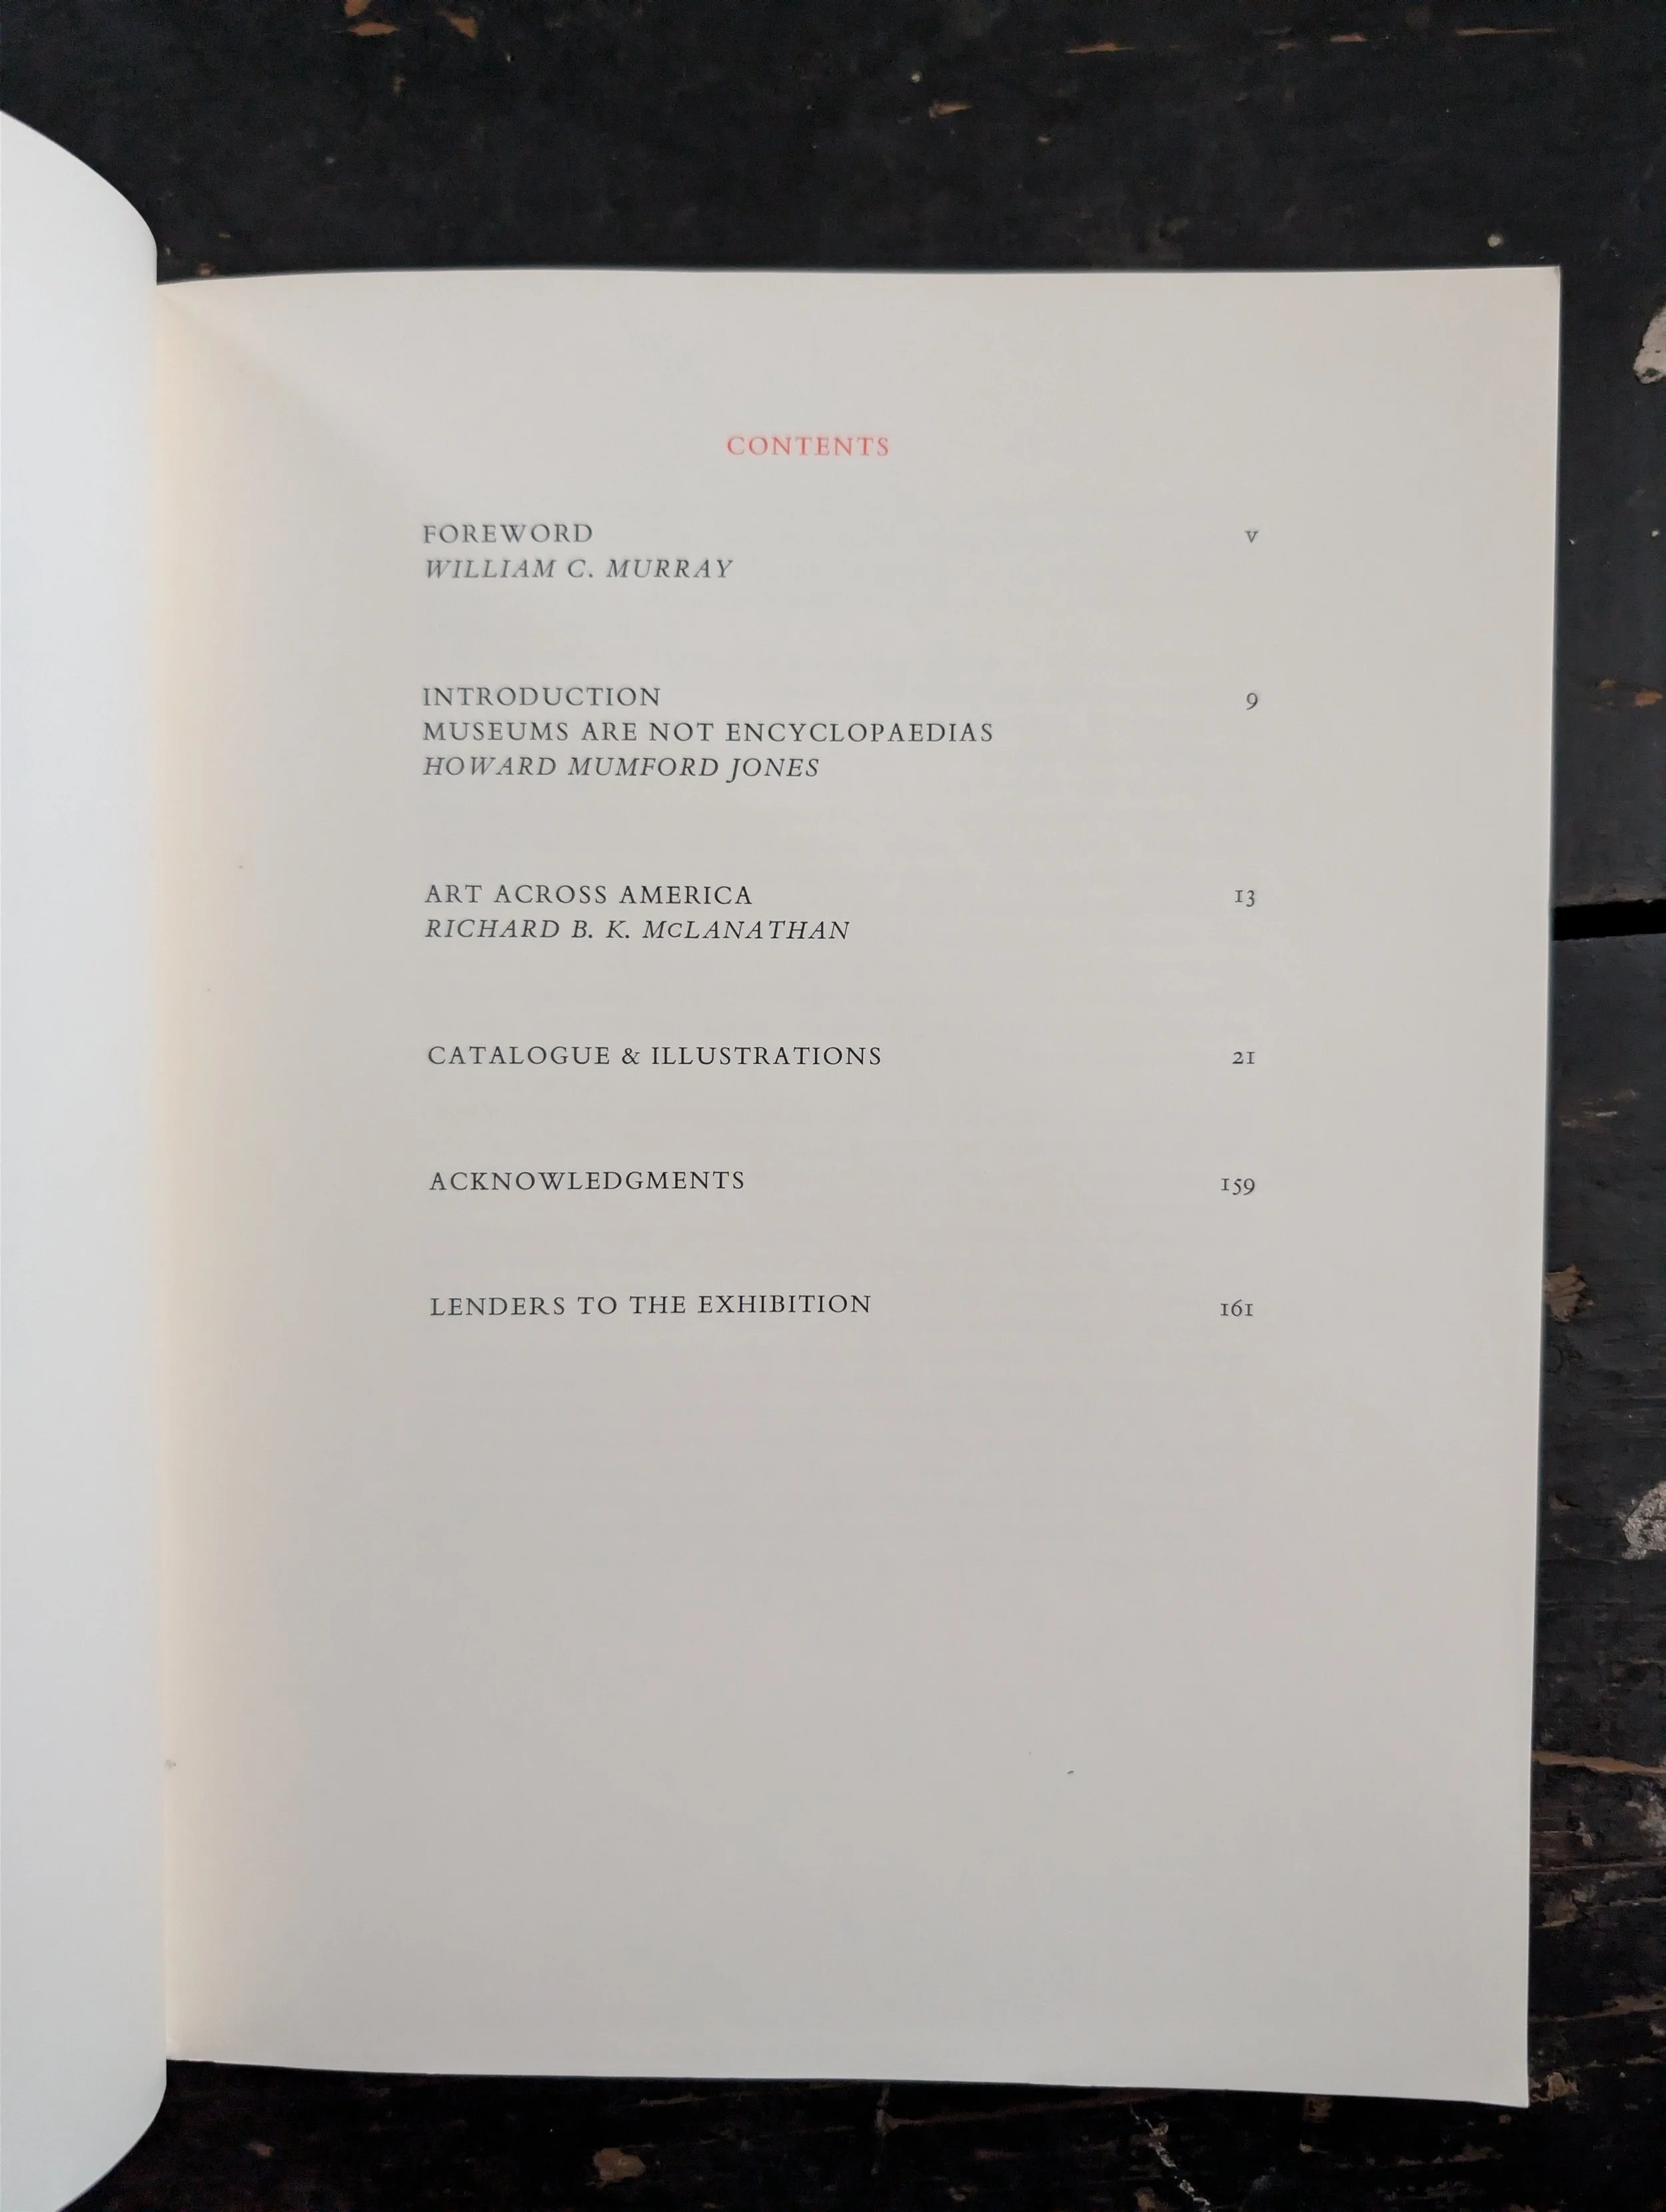 CONTENTS
FOREWORD v
WILLIAM C. MURRAY
INTRODUCTION 9
MUSEUMS ARE NOT ENCYCLOPAEDIAS
HOWARD MUMFORD JONES
ART ACROSS AMERICA 13
RICHARD B. K. McLANATHAN
CATALOGUE & ILLUSTRATIONS 21
ACKNOWLEDGMENTS 159
LENDERS TO THE EXHIBITION 161